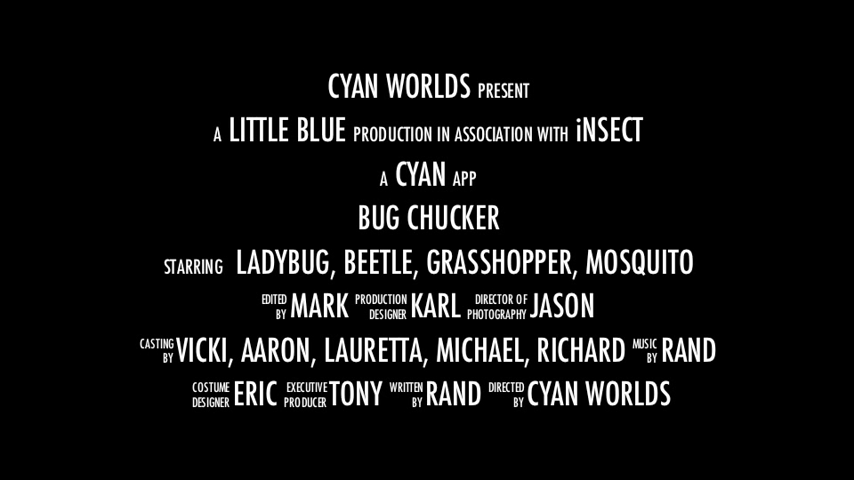 CYAN WORLDS PRESENT
A LITTLE BLUE PRODUCTION IN ASSOCIATION WITH iNSECT
A CYAN APP
BUG CHUCKER
STARRING LADYBUG, BEETLE, GRASSHOPPER, MOSQUITO
EDITED BY MARK PRODUCTION DESIGNER KARL DIRECTOR OF PHOTOGRAPHY JASON
CASTING BY VICKI, AARON, LAURETTA, MICHAEL, RICHARD MUSIC BY RAND
COSTUME DESIGNER ERIC EXECUTIVE PRODUCER TONY WRITTEN BY RAND DIRECTED BY CYAN WORLDS